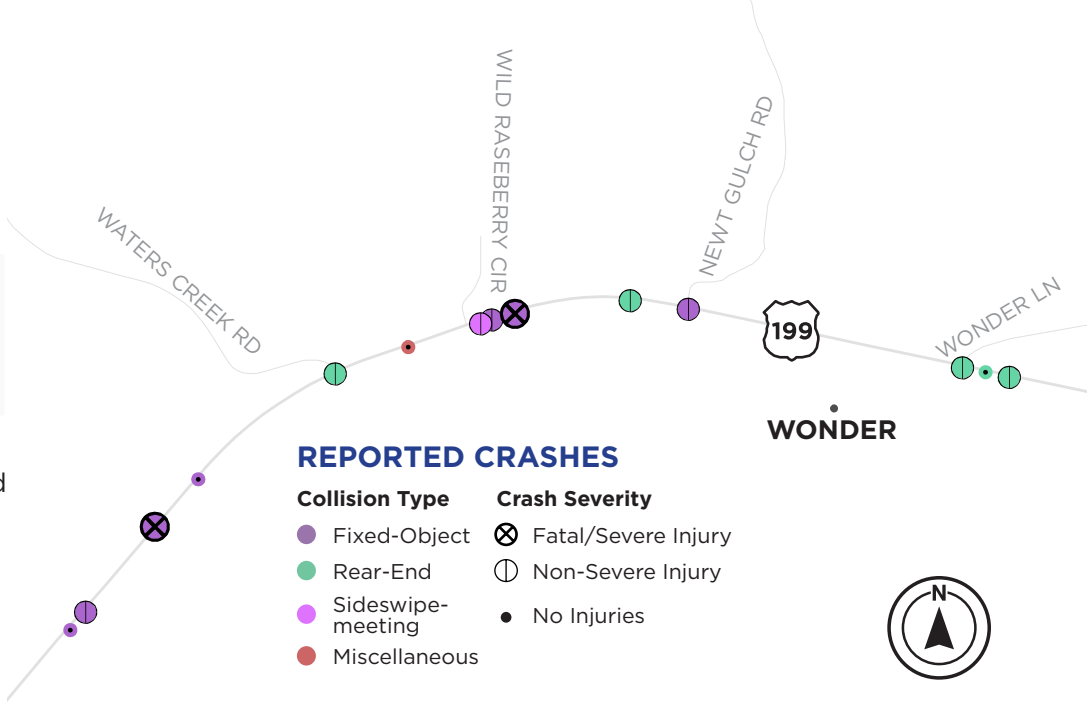 WILD RASEBERRY CIR
NEWT GULCH RD
WATERS CREEK RD
WONDER LN
199
WONDER
d
REPORTED CRASHES
Collision Type
Crash Severity
Fixed-Object
Fatal/Severe Injury
Rear-End
Non-Severe Injury
Sideswipe-
meeting
No Injuries
Miscellaneous
N